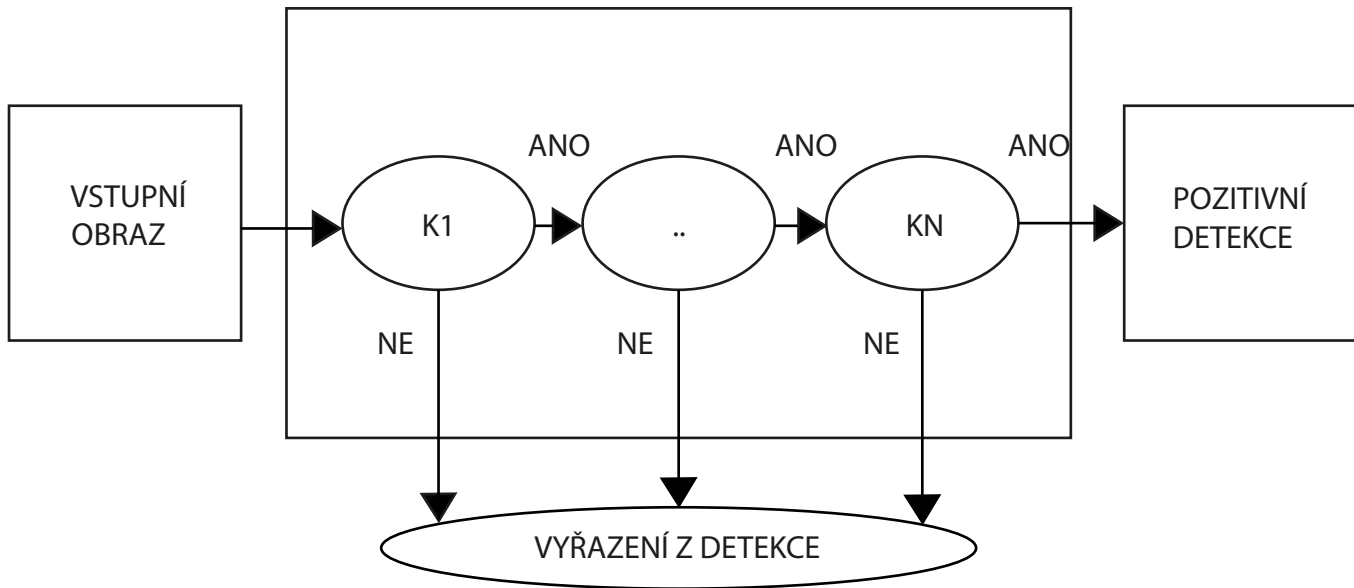 ANO
ANO
ANO
VSTUPNÍ
OBRAZ
K1
..
KN
POZITIVNÍ
DETEKCE
NE
NE
NE
VYŘAZENÍ Z DETEKCE